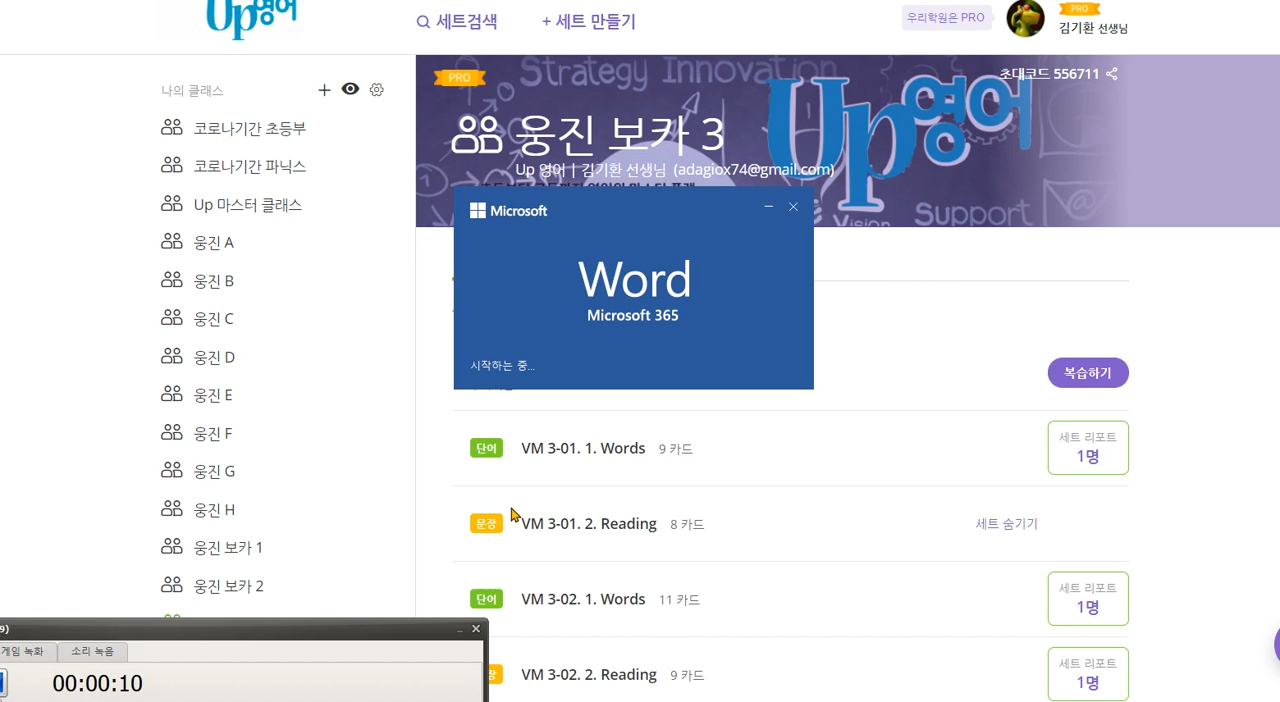 Up영어
세트검색
+ 세트 만들기
우리학원은 PRO
PRO
김기환 선생님
나의 클래스
코로나기간 초등부
코로나기간 파닉스
Up 마스터 클래스
웅진 A
웅진 B
웅진 C
웅진 D
웅진 E
웅진 F
웅진 G
웅진 H
웅진 보카 1
웅진 보카 2
PRO
Strategy Innovation
초대코드 556711
웅진 보카 3
Up영어
Up 영어 | 김기환 선생님 (adagiox74@gmail.com)
Vision
Support
Microsoft
Word
Microsoft 365
시작하는 중...
복습하기
단어 VM 3-01. 1. Words 9 카드
세트 리포트
1명
문장 VM 3-01. 2. Reading 8 카드
세트 숨기기
단어 VM 3-02. 1. Words 11 카드
세트 리포트
1명
VM 3-02. 2. Reading 9 카드
세트 리포트
1명
9)
게임 녹화
소리 녹음
00:00:10